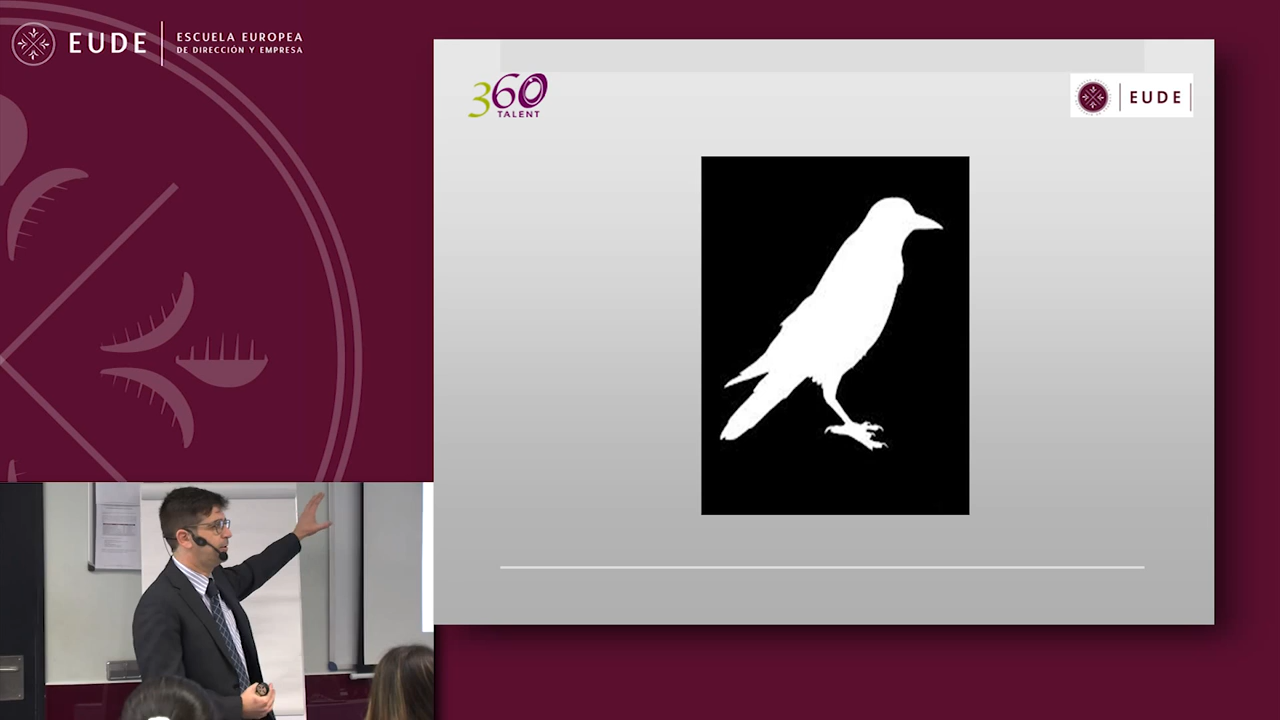 EUDE
ESCUELA EUROPEA
DE DIRECCIÓN Y EMPRESA
360
TALENT
EUDE